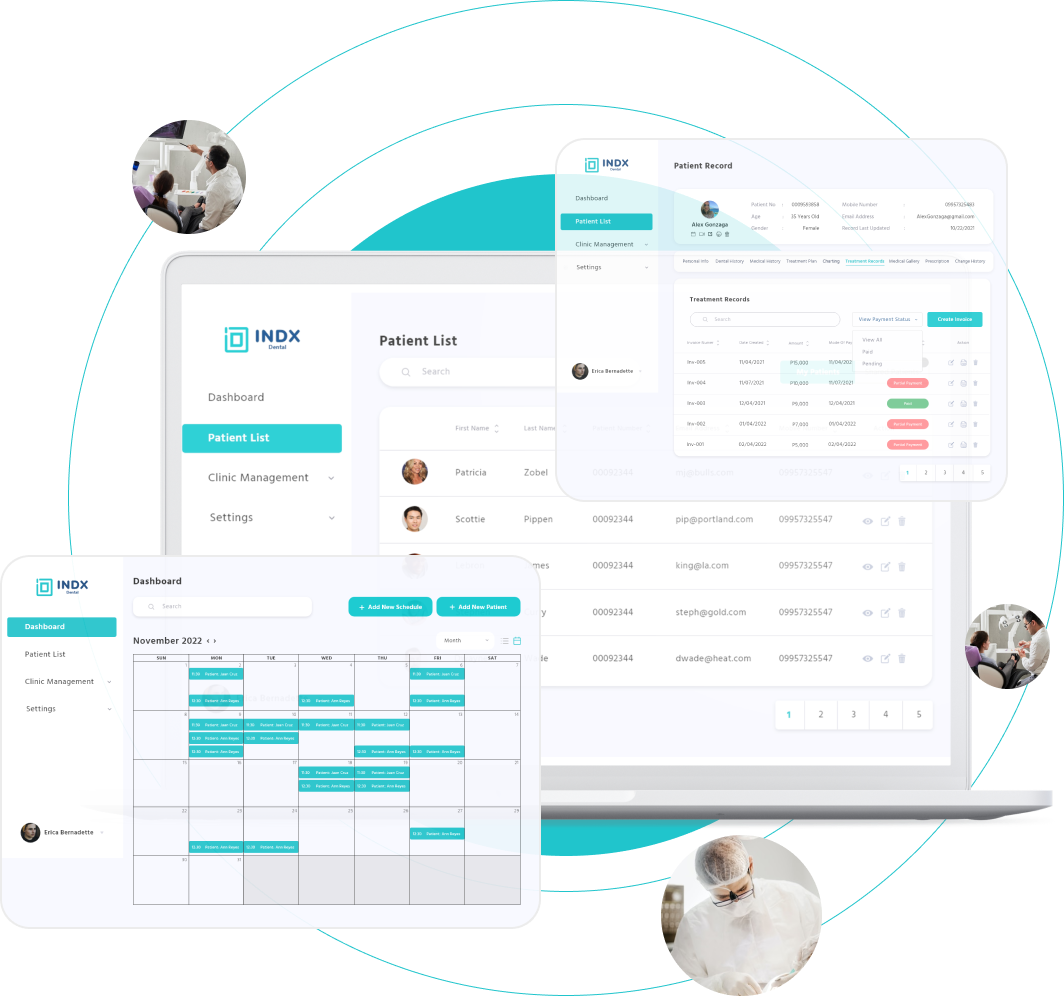 INDX
Dental
Dashboard
Patient List
Clinic Management
Settings
Erica Bernadette
Patient Record
Alex Gonzaga
Patient No : 0009593858
Age : 35 Years Old
Gender : Female
Mobile Number : 09957325483
Email Address : AlexGonzaga@gmail.com
Record Last Updated : 10/22/2021
Personal Info Dental History Medical History Treatment Plan Charting Treatment Records Medical Gallery Prescription Change History
Treatment Records
Search
View Payment Status
Create Invoice
View All
Paid
Pending
Invoice Num# Date Created Amount Mode Of Pay Action
Inv-005 11/04/2021 P15,000 11/04/202
Inv-004 11/07/2021 P10,000 11/07/2021 Partial Payment
Inv-003 12/04/2021 P9,000 12/04/2021 Paid
Inv-002 01/04/2022 P7,000 01/04/2022 Partial Payment
Inv-001 02/04/2022 P5,000 02/04/2022 Partial Payment
1 2 3 4 5
INDX
Dental
Dashboard
Patient List
Clinic Management
Settings
Patient List
Search
First Name Last Name
Patricia Zobel 00092344 09957325547
Scottie Pippen 00092344 pip@portland.com 09957325547
mes 00092344 king@la.com 09957325547
y 00092344 steph@gold.com 09957325547
de 00092344 dwade@heat.com 09957325547
1 2 3 4 5
INDX
Dental
Dashboard
Patient List
Clinic Management
Settings
Erica Bernadette
Dashboard
Search
+ Add New Schedule
+ Add New Patient
November 2022 < >
Month
SUN MON TUE WED THU FRI SAT
1 2 3 4 5 6 7
11:30 Patient: Jean Cruz 11:30 Patient: Jean Cruz
12:30 Patient: Ann Reyes 12:30 Patient: Ann Reyes 12:30 Patient: Ann Reyes
8 9 10 11 12 13 14
11:30 Patient: Jean Cruz 11:30 Patient: Jean Cruz 11:30 Patient: Jean Cruz 11:30 Patient: Jean Cruz
12:30 Patient: Ann Reyes 12:30 Patient: Ann Reyes
12:30 Patient: Ann Reyes 12:30 Patient: Ann Reyes 12:30 Patient: Ann Reyes
15 16 17 18 19 20 21
11:30 Patient: Jean Cruz 11:30 Patient: Jean Cruz
12:30 Patient: Ann Reyes 12:30 Patient: Ann Reyes
22 23 24 25 26 27 28
12:30 Patient: Ann Reyes
12:30 Patient: Ann Reyes 12:30 Patient: Ann Reyes
30 31